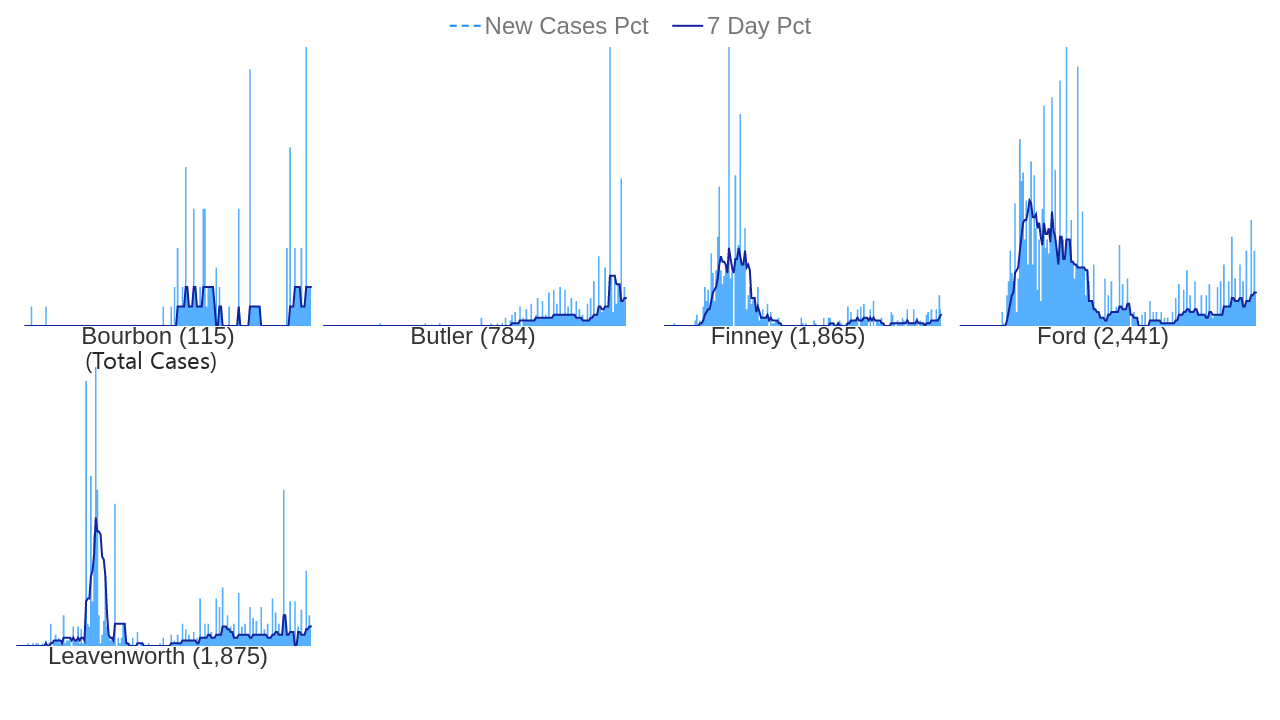 New Cases Pct 7 Day Pct
Bourbon (115)
(Total Cases)
Butler (784)
Finney (1,865)
Ford (2,441)
Leavenworth (1,875)